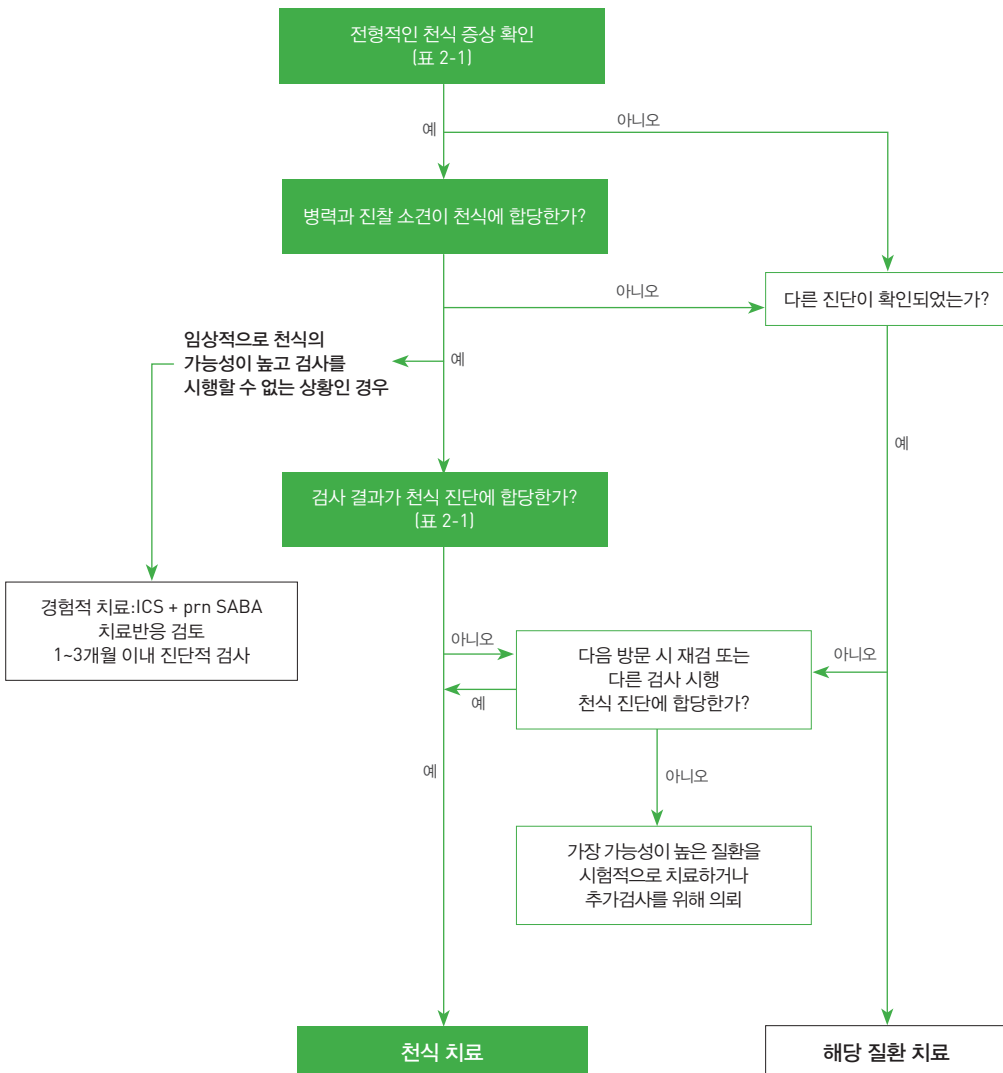 전형적인 천식 증상 확인
(표 2-1)
예
아니오
병력과 진찰 소견이 천식에 합당한가?
아니오
다른 진단이 확인되었는가?
임상적으로 천식의
가능성이 높고 검사를
시행할 수 없는 상황인 경우
예
예
검사 결과가 천식 진단에 합당한가?
(표 2-1)
경험적 치료:ICS + prn SABA
치료반응 검토
1~3개월 이내 진단적 검사
아니오
다음 방문 시 재검 또는
다른 검사 시행
천식 진단에 합당한가?
아니오
예
예
아니오
가장 가능성이 높은 질환을
시험적으로 치료하거나
추가검사를 위해 의뢰
천식 치료
해당 질환 치료